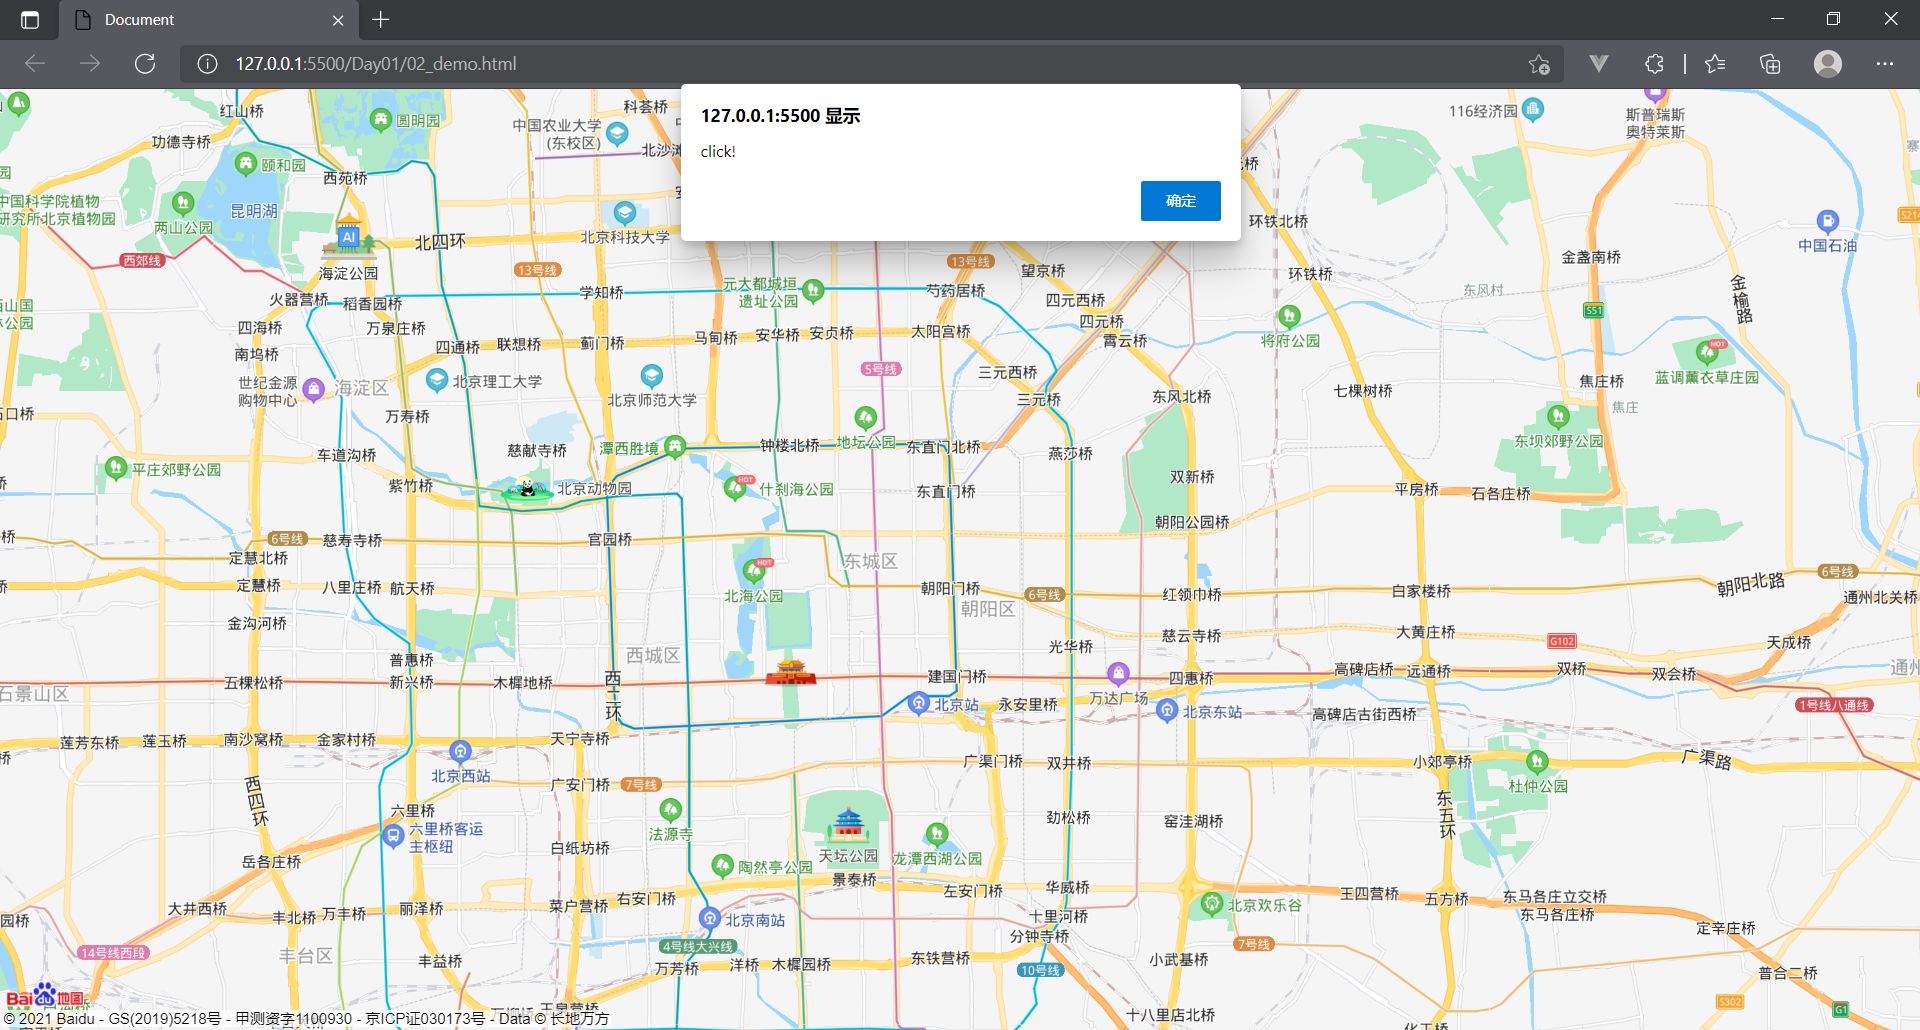 Document
127.0.0.1:5500/Day01/02_demo.html
127.0.0.1:5500 显示
click!
确定
红山桥
圆明园
科荟桥
中国农业大学
(东校区)
北沙滩
116经济园
斯普瑞斯
奥特莱斯
功德寺桥
颐和园
西苑桥
中国科学院植物
研究所北京植物园
两山公园
昆明湖
AI
北四环
北京科技大学
环铁北桥
中国石油
西郊线
海淀公园
13号线
13号线
望京桥
环铁桥
金盏南桥
火器营桥
稻香园桥
学知桥
元大都城垣
遗址公园
芍药居桥
四元西桥
东风村
金榆路
四海桥
万泉庄桥
四元桥
S51
南坞桥
四通桥
联想桥
蓟门桥
马甸桥
安华桥
安贞桥
太阳宫桥
霄云桥
将府公园
HOT
世纪金源
购物中心
海淀区
北京理工大学
5号线
三元西桥
蓝调薰衣草庄园
焦庄桥
焦庄
北京师范大学
三元桥
东风北桥
七棵树桥
万寿桥
地坛公园
东坝郊野公园
车道沟桥
慈献寺桥
潭西胜境
钟楼北桥
东直门北桥
燕莎桥
平庄郊野公园
紫竹桥
北京动物园
HOT
什刹海公园
东直门桥
双新桥
平房桥
石各庄桥
朝阳公园桥
6号线
慈寿寺桥
官园桥
定慧北桥
东城区
HOT
定慧桥
八里庄桥
航天桥
北海公园
朝阳门桥
朝阳区
6号线
红领巾桥
白家楼桥
朝阳北路
6号线
通州北关桥
金沟河桥
慈云寺桥
大黄庄桥
G102
天成桥
普惠桥
西城区
光华桥
五棵松桥
新兴桥
木樨地桥
西二环
建国门桥
万达广场
四惠桥
高碑店桥
远通桥
双桥
双会桥
石景山区
北京站
永安里桥
北京东站
高碑店古街西桥
1号线八通线
莲芳东桥
莲玉桥
南沙窝桥
金家村桥
天宁寺桥
北京西站
广渠门桥
双井桥
小郊亭桥
广渠路
西四环
广安门桥
7号线
杜仲公园
六里桥
六里桥客运
主枢纽
法源寺
劲松桥
窑洼湖桥
东五环
岳各庄桥
白纸坊桥
天坛公园
龙潭西湖公园
陶然亭公园
景泰桥
左安门桥
华威桥
王四营桥
五方桥
东马各庄立交桥
东马各庄桥
大井西桥
丰北桥
万丰桥
丽泽桥
菜户营桥
右安门桥
北京南站
十里河桥
北京欢乐谷
定辛庄桥
14号线西段
丰台区
丰益桥
4号线大兴线
分钟寺桥
7号线
万芳桥
洋桥
木樨园桥
东铁营桥
10号线
小武基桥
普合二桥
S302
G1
十八里店北桥
Bai 地图
© 2021 Baidu - GS(2019)5218号 - 甲测资字1100930 - 京ICP证030173号 - Data © 长地万方